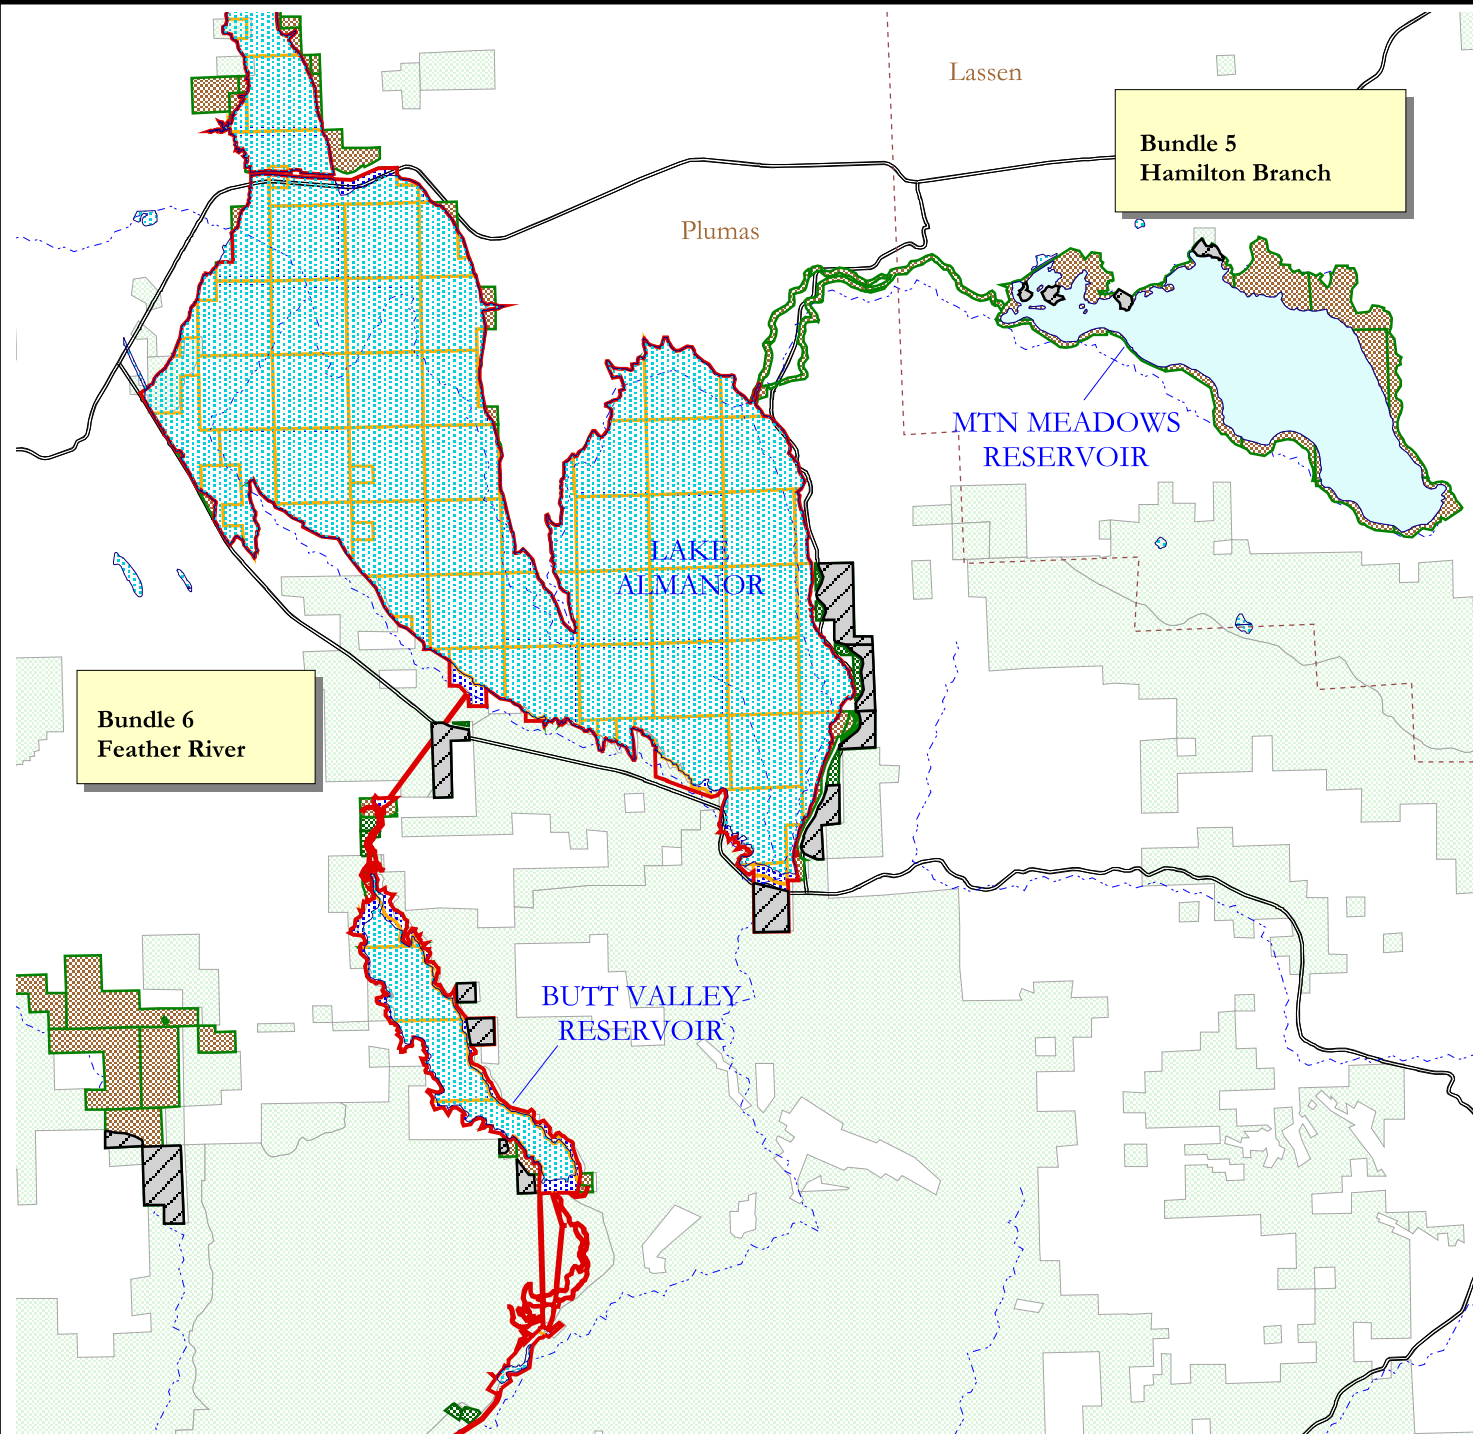 Lassen
Bundle 5
Hamilton Branch
Plumas
MTN MEADOWS
RESERVOIR
LAKE
ALMANOR
Bundle 6
Feather River
BUTT VALLEY
RESERVOIR